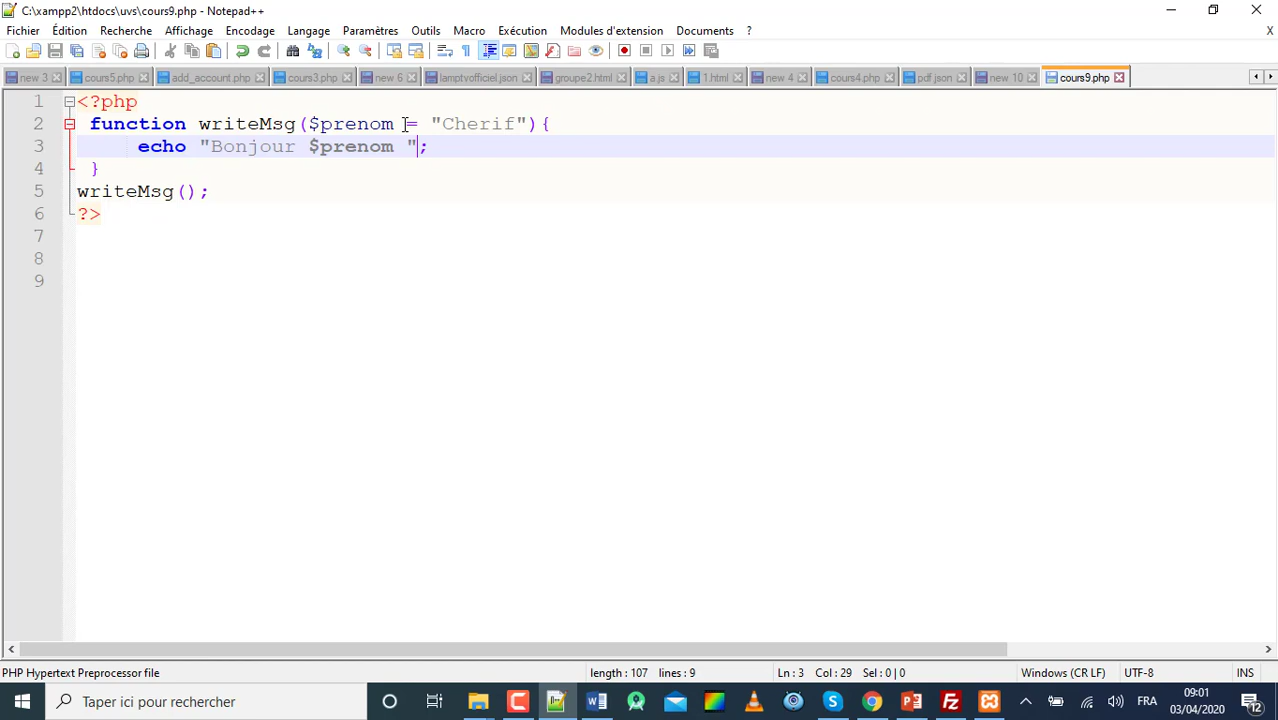 C:\xampp2\htdocs\uvs\cours9.php - Notepad++
Fichier Édition Recherche Affichage Encodage Langage Paramètres Outils Macro Exécution Modules d'extension Documents ? X
new 3 cours5.php add_account.php cours3.php new 6 lamptvofficiel.json groupe2.html a.js 1.html new 4 cours4.php pdf json new 10 cours9.php
1 <?php
2 function writeMsg($prenom = "Cherif"){
3 echo "Bonjour $prenom ";
4 }
5 writeMsg();
6 ?>
7
8
9
PHP Hypertext Preprocessor file length : 107 lines : 9 Ln : 3 Col : 29 Sel : 0 | 0 Windows (CR LF) UTF-8 INS
Taper ici pour rechercher FRA 09:01
03/04/2020 12